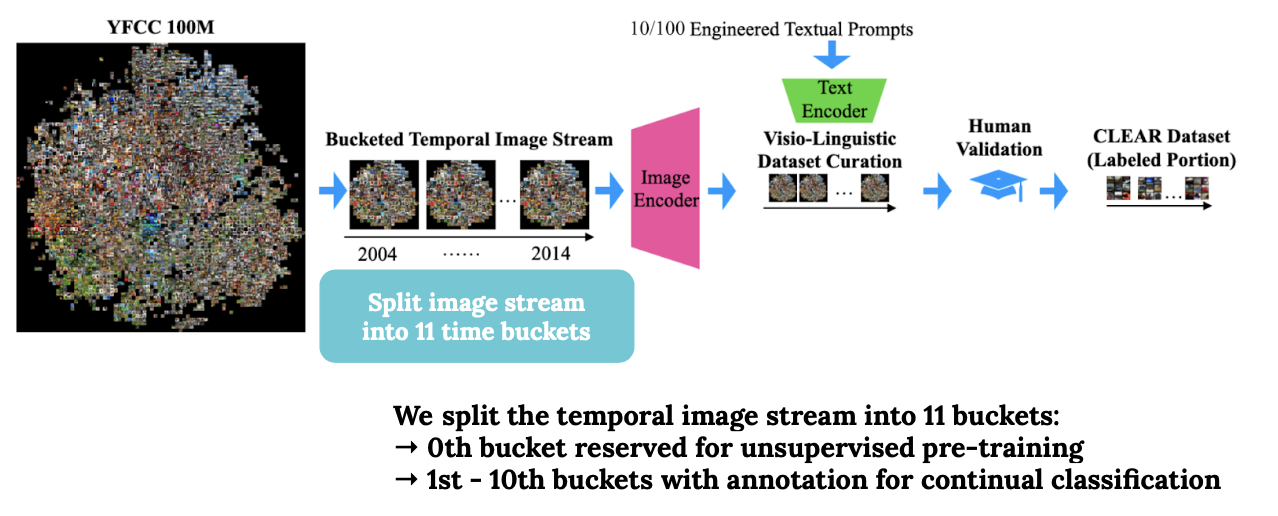 YFCC 100M
10/100 Engineered Textual Prompts
Text
Encoder
Bucketed Temporal Image Stream
...
2004 ...... 2014
Image
Encoder
Visio-Linguistic
Dataset Curation
...
Human
Validation
CLEAR Dataset
(Labeled Portion)
...
Split image stream
into 11 time buckets
We split the temporal image stream into 11 buckets:
→ 0th bucket reserved for unsupervised pre-training
→ 1st - 10th buckets with annotation for continual classification